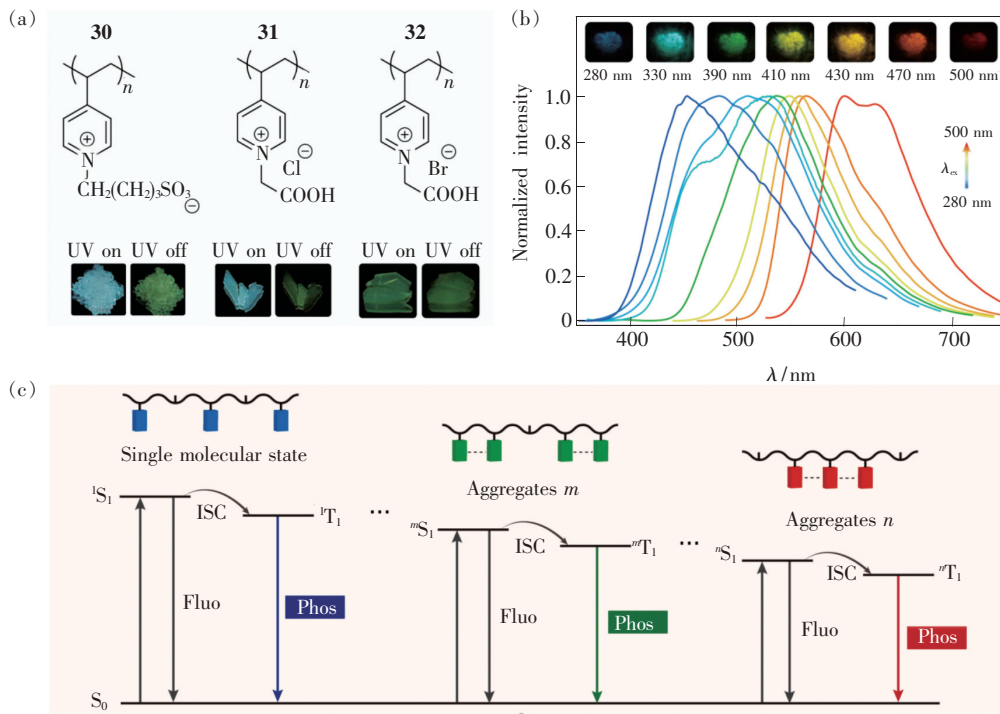 (a)
30 31 32
n n n
⊕ ⊕ ⊕
N N N
CH₂(CH₂)₃SO₃ ⊖
Cl⊖
COOH
Br⊖
COOH
UV on UV off UV on UV off UV on UV off
(b)
280 nm 330 nm 390 nm 410 nm 430 nm 470 nm 500 nm
Normalized intensity
1.0
0.8
0.6
0.4
0.2
0
500 nm
λex
280 nm
400 500 600 700
λ/nm
(c)
Single molecular state
Aggregates m
Aggregates n
¹S₁ ISC ¹T₁ ···
ᵐS₁ ISC ᵐT₁ ···
ⁿS₁ ISC ⁿT₁
Fluo Phos
Fluo Phos
Fluo Phos
S₀